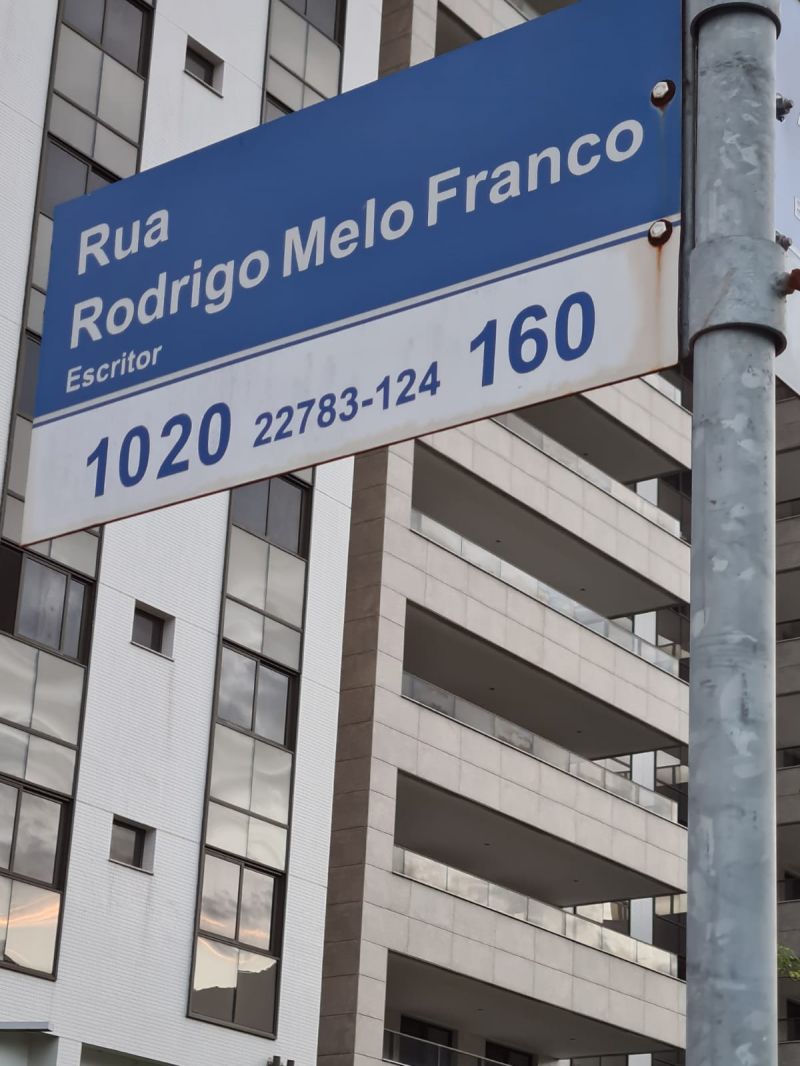 Rua
Rodrigo Melo Franco
Escritor
1020 22783-124 160